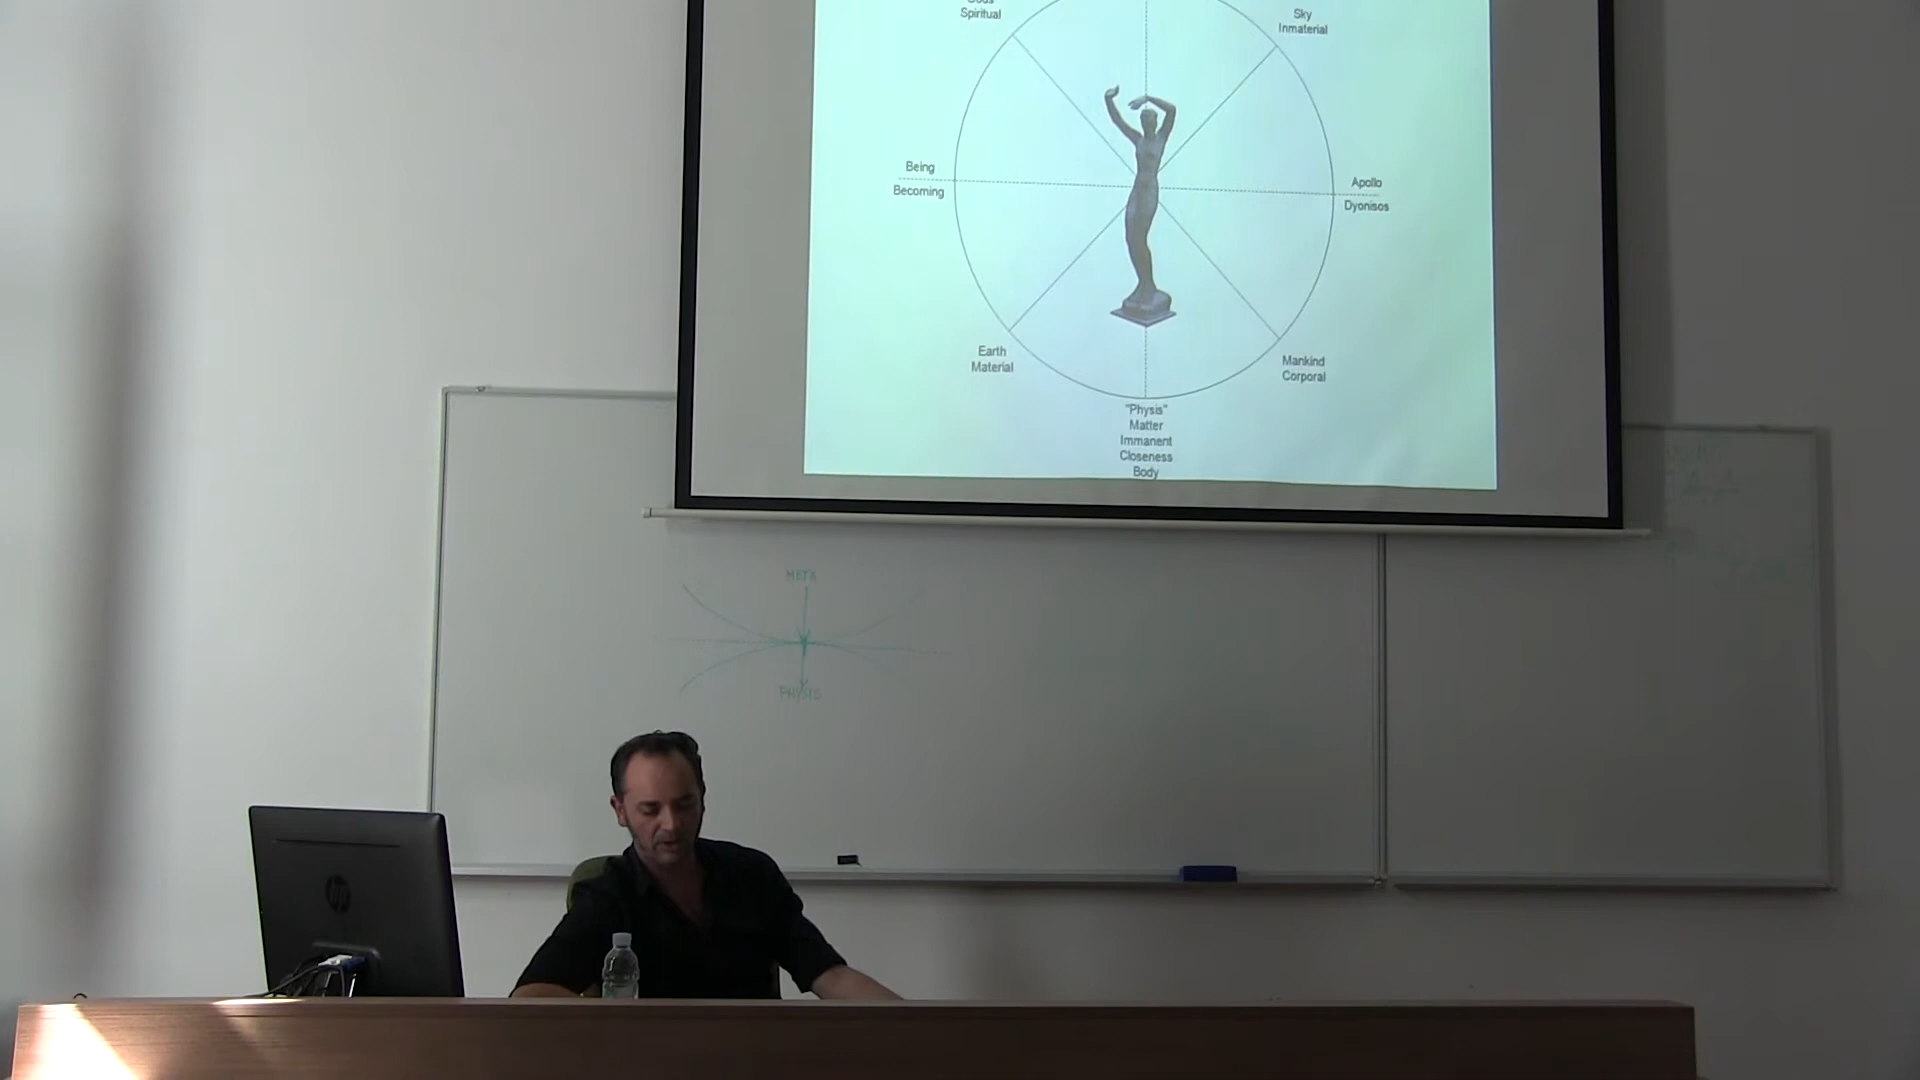 Gods
Spiritual
Sky
Inmaterial
Being
Becoming
Apollo
Dyonisos
Earth
Material
Mankind
Corporal
"Physis"
Matter
Immanent
Closeness
Body
META
PHYSIS
hp